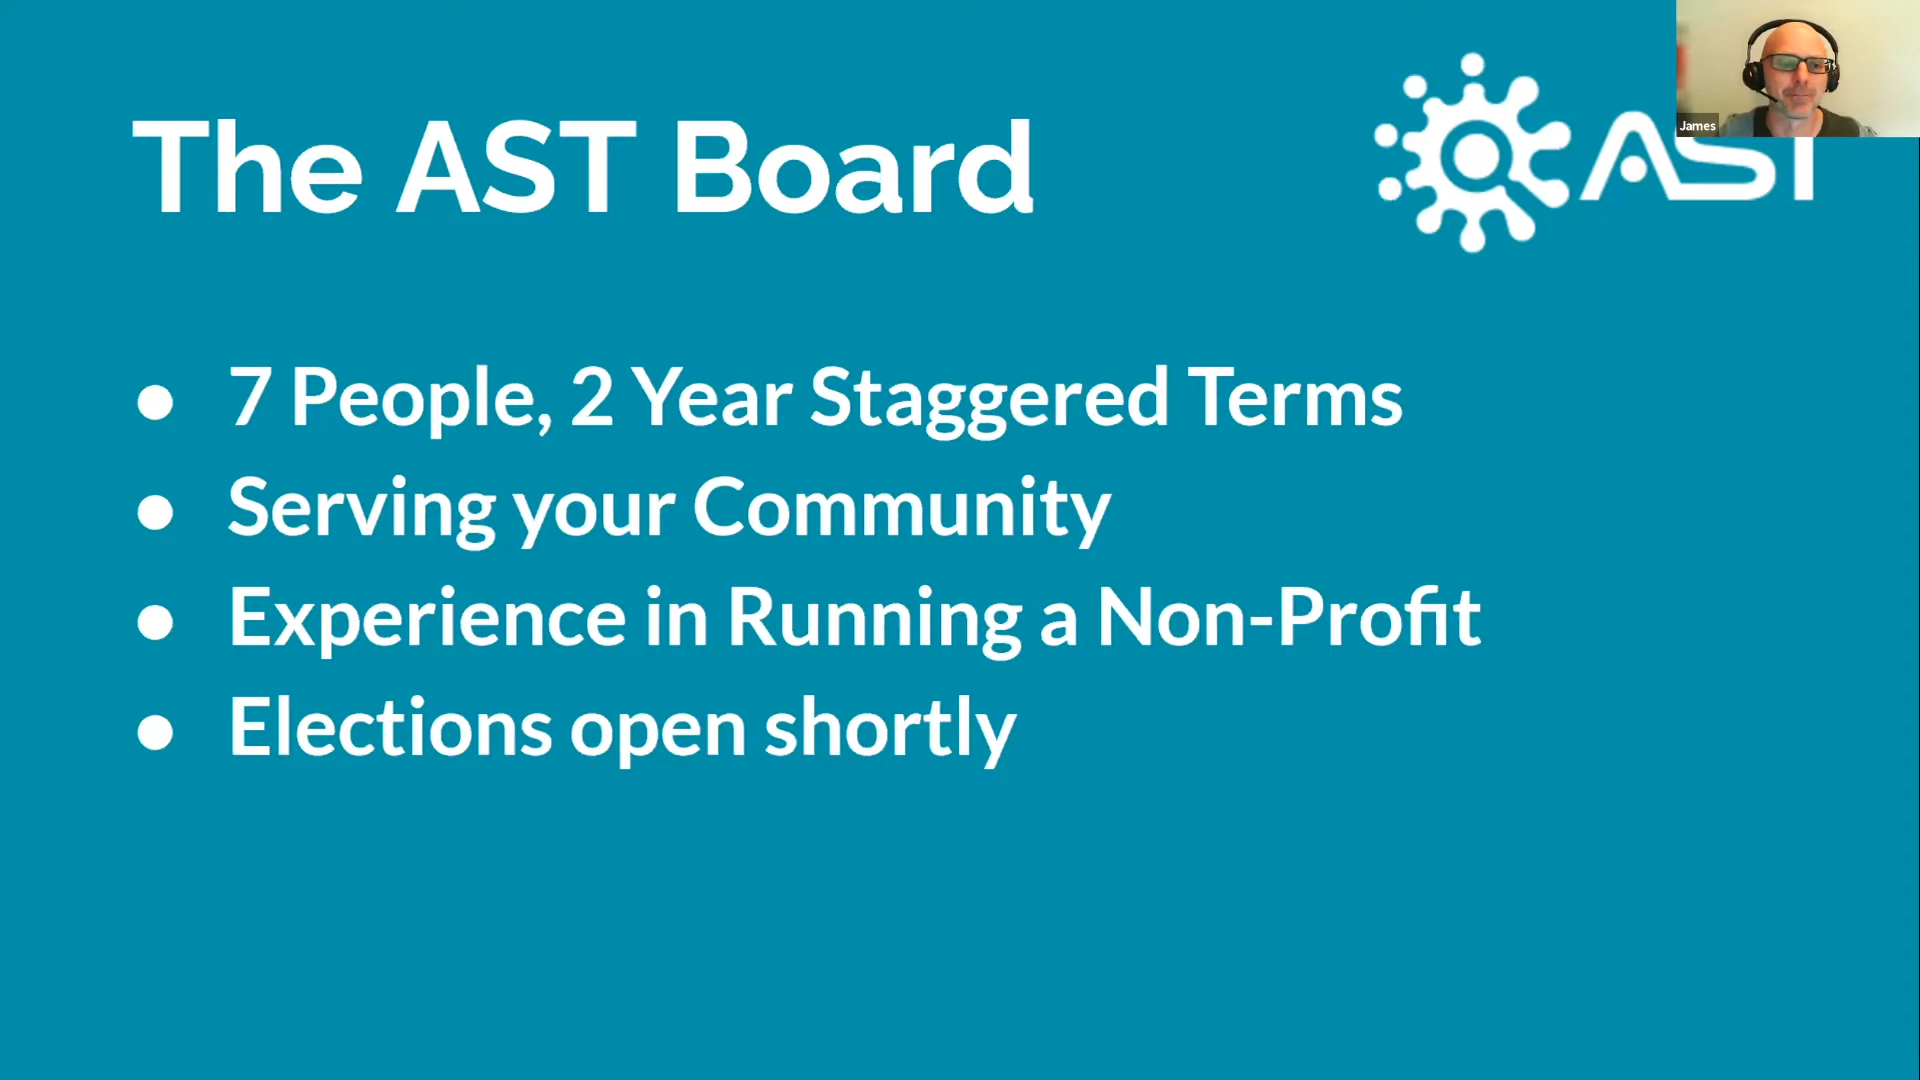 The AST Board
AST
James
● 7 People, 2 Year Staggered Terms
● Serving your Community
● Experience in Running a Non-Profit
● Elections open shortly